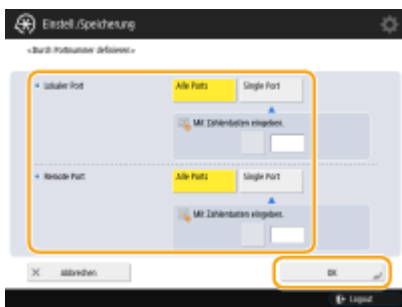 Einstell./Speicherung
<Durch Portnummer definieren>
Lokaler Port
Alle Ports
Single Port
Mit Zahlentasten eingeben.
Remote Port
Alle Ports
Single Port
Mit Zahlentasten eingeben.
Abbrechen
OK
Logout